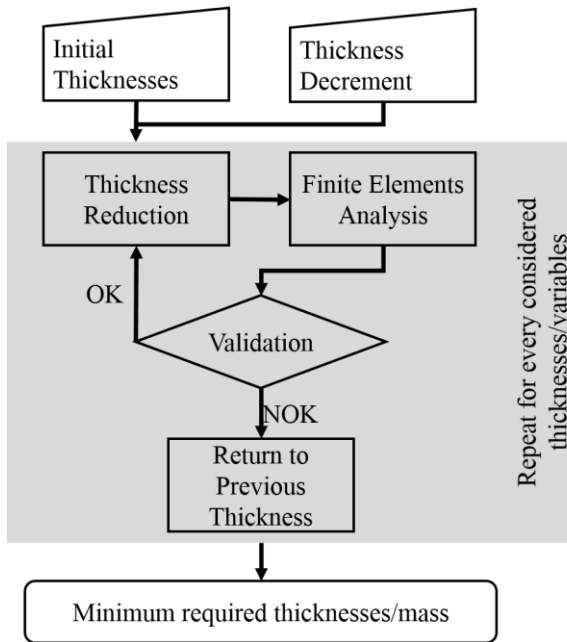 Initial
Thicknesses
Thickness
Decrement
Thickness
Reduction
Finite Elements
Analysis
OK
Validation
NOK
Return to
Previous
Thickness
Repeat for every considered
thicknesses/variables
Minimum required thicknesses/mass